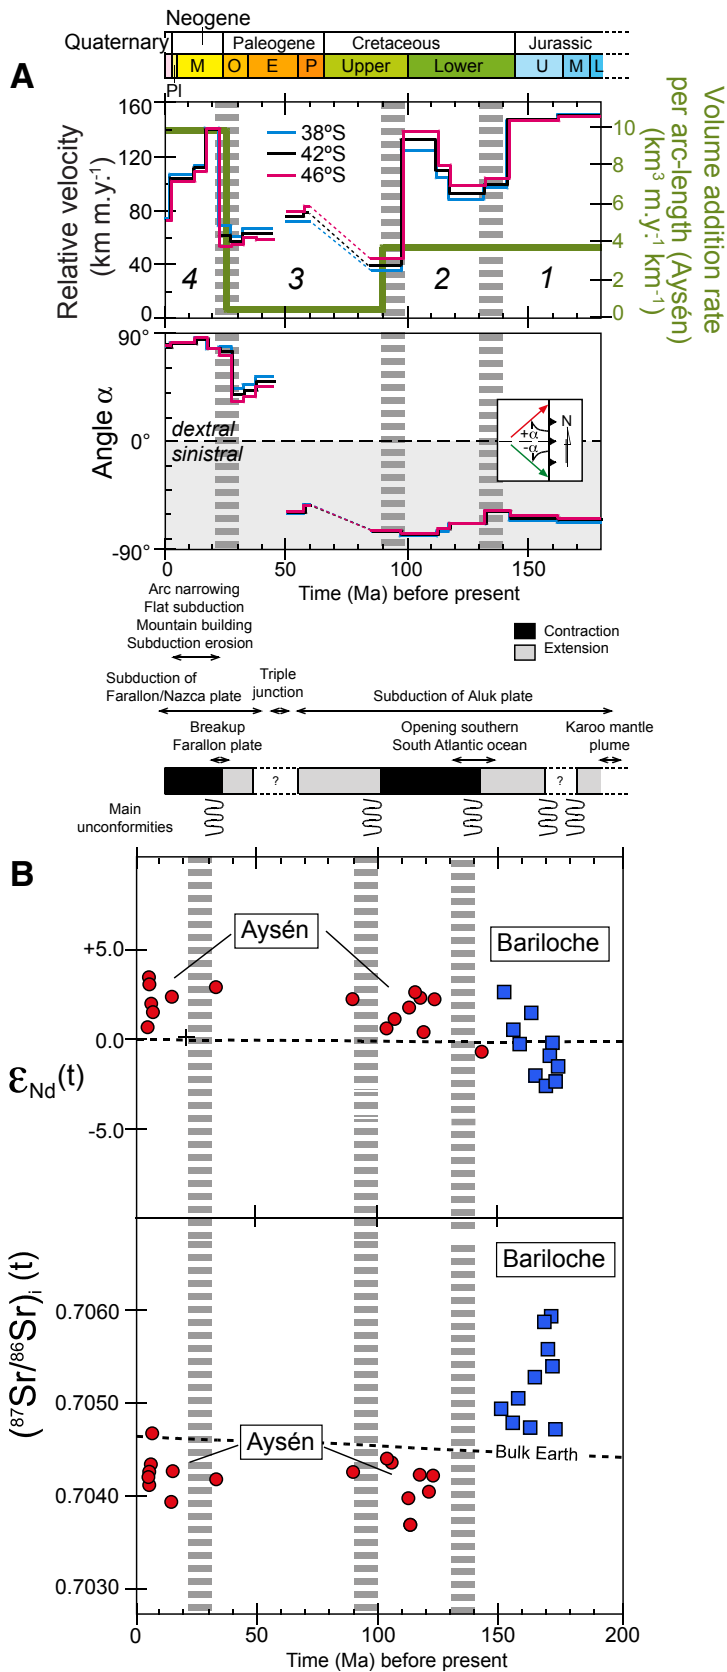 Neogene
Quaternary
Paleogene
Cretaceous
Jurassic
M
O
E
P
Upper
Lower
U
M
L
Pl
A
Relative velocity
(km m.y.-1)
160
120
80
40
0
38ºS
42ºS
46ºS
4
3
2
1
10
8
6
4
2
0
Volume addition rate
per arc-length (Aysén)
(km3 m.y.-1 km-1)
Angle α
90°
0°
-90°
dextral
sinistral
+α
-α
N
0
50
100
150
Time (Ma) before present
Arc narrowing
Flat subduction
Mountain building
Subduction erosion
Contraction
Extension
Subduction of
Farallon/Nazca plate
Triple
junction
Subduction of Aluk plate
Breakup
Farallon plate
Opening southern
South Atlantic ocean
Karoo mantle
plume
?
?
Main
unconformities
B
Aysén
Bariloche
+5.0
0.0
-5.0
εNd(t)
Bariloche
0.7060
0.7050
0.7040
0.7030
(87Sr/86Sr)i (t)
Aysén
Bulk Earth
0
50
100
150
200
Time (Ma) before present